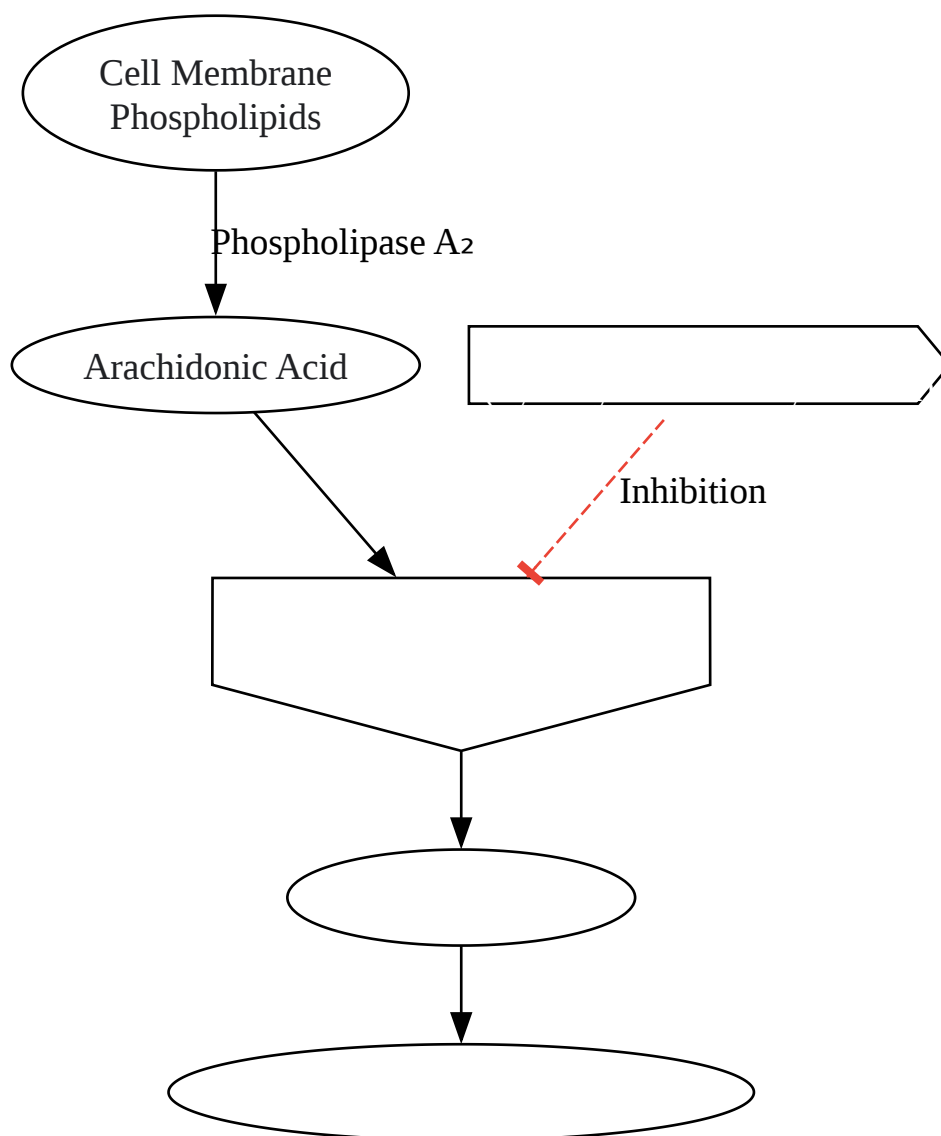 Cell Membrane
Phospholipids
Phospholipase A₂
Arachidonic Acid
Inhibition